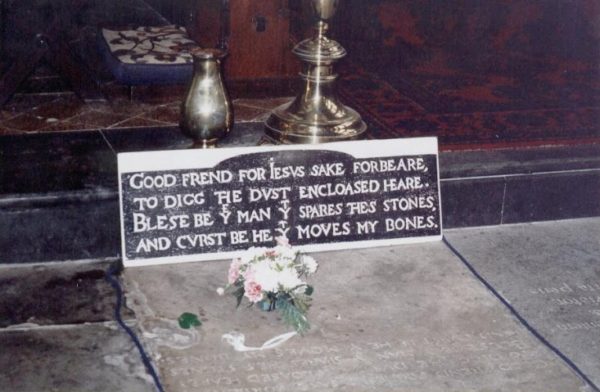 GOOD FREND FOR IESVS SAKE FORBEARE,
TO DIGG THE DVST ENCLOASED HEARE.
BLESE BE Yͤ MAN Yͭ SPARES THES STONES,
AND CVRST BE HE Yͭ MOVES MY BONES.